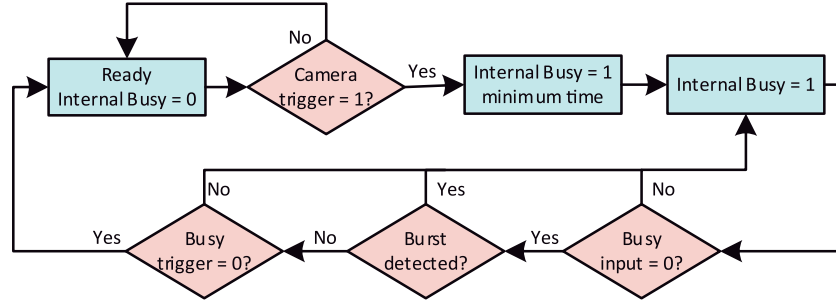 No
Ready
Internal Busy = 0
Camera
trigger = 1?
Yes
Internal Busy = 1
minimum time
Internal Busy = 1
No
Yes
No
Yes
Busy
trigger = 0?
No
Burst
detected?
Yes
Busy
input = 0?